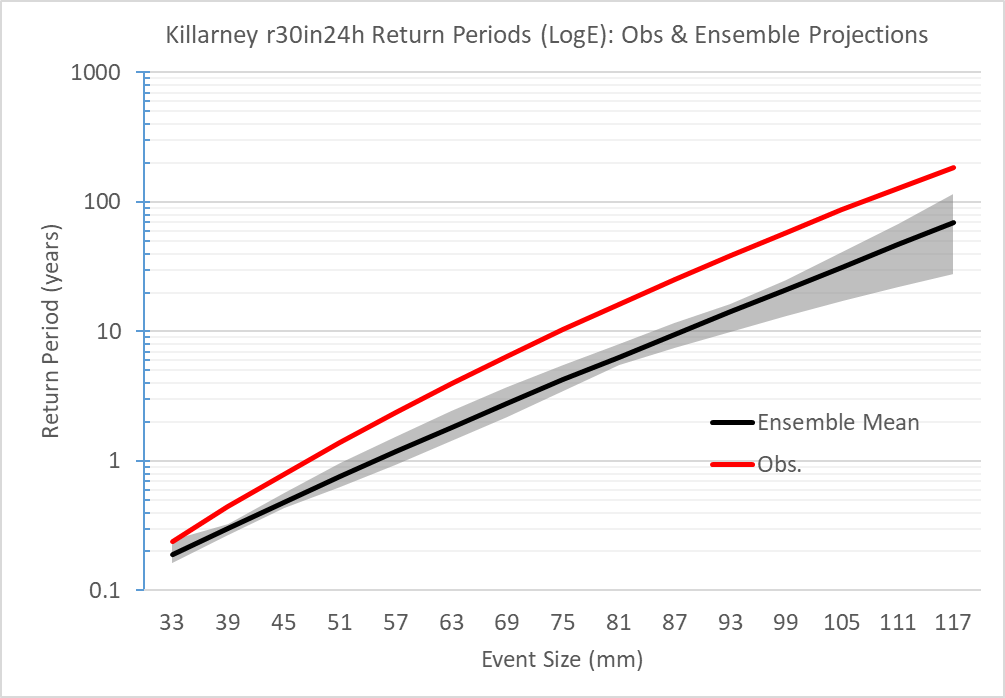 Killarney r30in24h Return Periods (LogE): Obs & Ensemble Projections
1000
100
10
1
0.1
Return Period (years)
Ensemble Mean
Obs.
33 39 45 51 57 63 69 75 81 87 93 99 105 111 117
Event Size (mm)